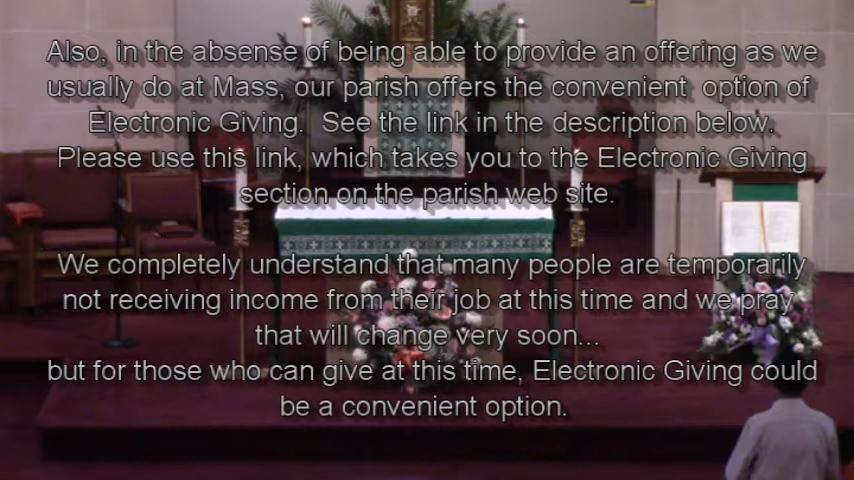 Also, in the absense of being able to provide an offering as we
usually do at Mass, our parish offers the convenient option of
Electronic Giving. See the link in the description below.
Please use this link, which takes you to the Electronic Giving
section on the parish web site.
We completely understand that many people are temporarily
not receiving income from their job at this time and we pray
that will change very soon...
but for those who can give at this time, Electronic Giving could
be a convenient option.